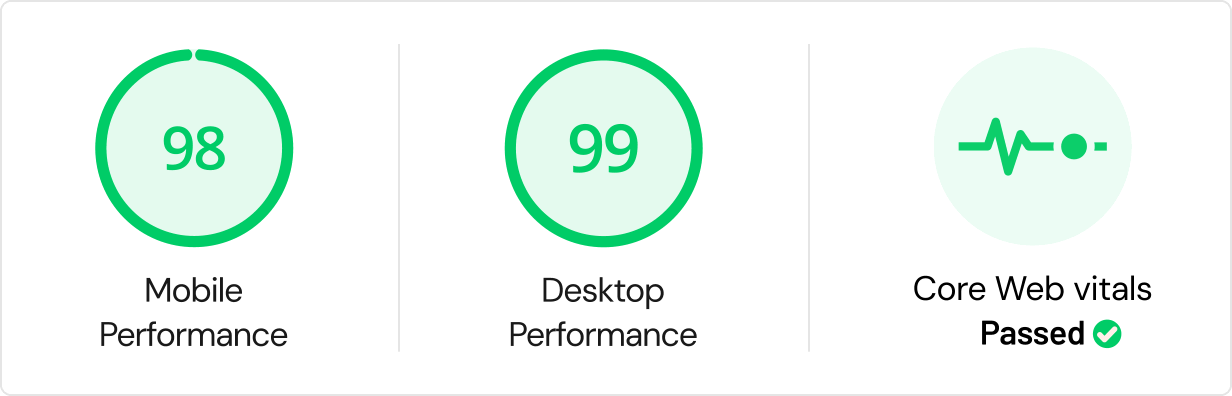 98
Mobile
Performance
99
Desktop
Performance
Core Web vitals
Passed